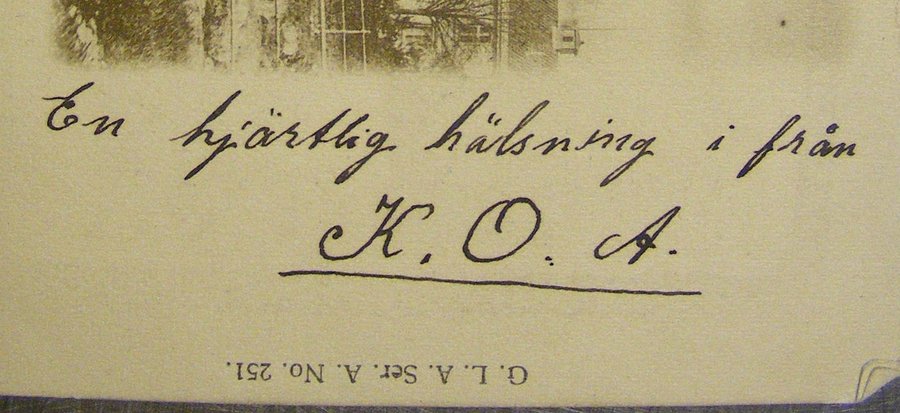 En hjärtlig hälsning i från
K. O. A.
G. L. A. Ser. A. No. 251.